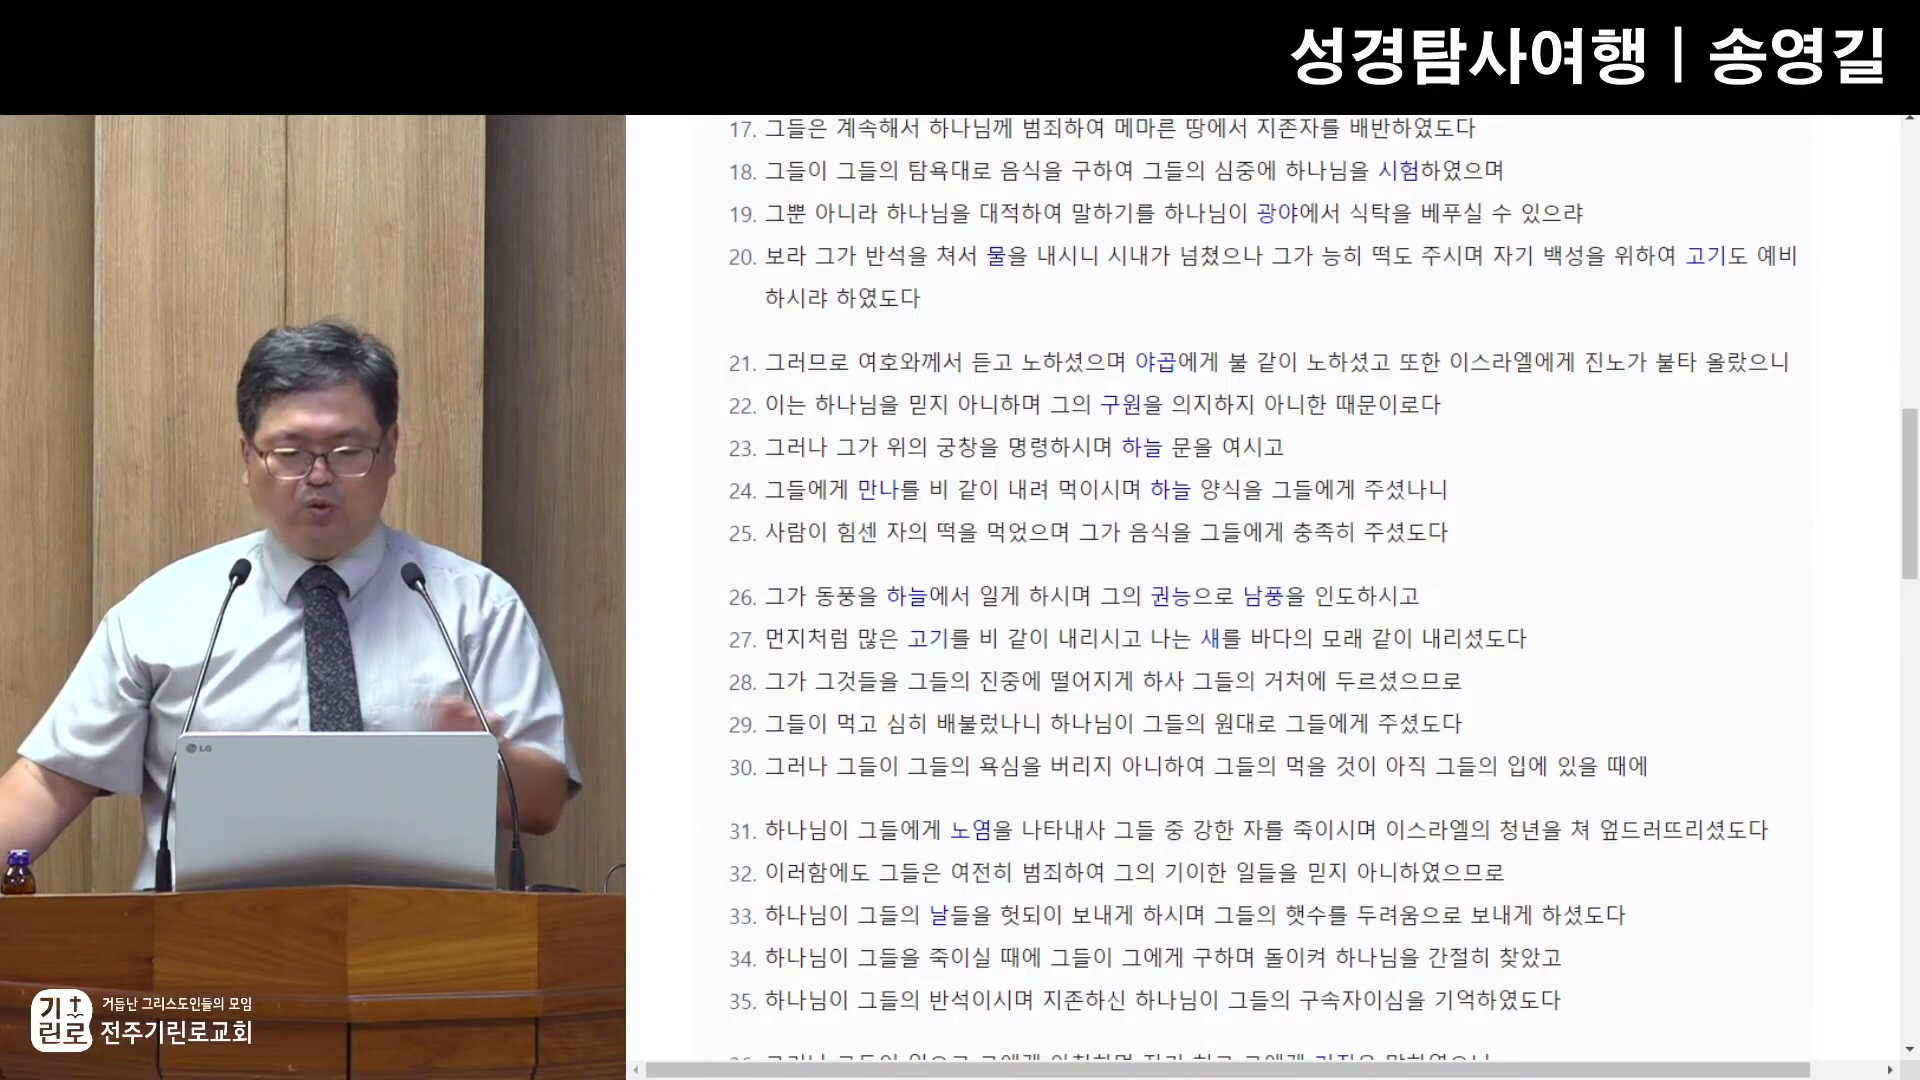 성경탐사여행ㅣ송영길
17. 그들은 계속해서 하나님께 범죄하여 메마른 땅에서 지존자를 배반하였도다
18. 그들이 그들의 탐욕대로 음식을 구하여 그들의 심중에 하나님을 시험하였으며
19. 그뿐 아니라 하나님을 대적하여 말하기를 하나님이 광야에서 식탁을 베푸실 수 있으랴
20. 보라 그가 반석을 쳐서 물을 내시니 시내가 넘쳤으나 그가 능히 떡도 주시며 자기 백성을 위하여 고기도 예비
하시랴 하였도다
21. 그러므로 여호와께서 듣고 노하셨으며 야곱에게 불 같이 노하셨고 또한 이스라엘에게 진노가 불타 올랐으니
22. 이는 하나님을 믿지 아니하며 그의 구원을 의지하지 아니한 때문이로다
23. 그러나 그가 위의 궁창을 명령하시며 하늘 문을 여시고
24. 그들에게 만나를 비 같이 내려 먹이시며 하늘 양식을 그들에게 주셨나니
25. 사람이 힘센 자의 떡을 먹었으며 그가 음식을 그들에게 충족히 주셨도다
26. 그가 동풍을 하늘에서 일게 하시며 그의 권능으로 남풍을 인도하시고
27. 먼지처럼 많은 고기를 비 같이 내리시고 나는 새를 바다의 모래 같이 내리셨도다
28. 그가 그것들을 그들의 진중에 떨어지게 하사 그들의 거처에 두르셨으므로
29. 그들이 먹고 심히 배불렀나니 하나님이 그들의 원대로 그들에게 주셨도다
30. 그러나 그들이 그들의 욕심을 버리지 아니하여 그들의 먹을 것이 아직 그들의 입에 있을 때에
31. 하나님이 그들에게 노염을 나타내사 그들 중 강한 자를 죽이시며 이스라엘의 청년을 쳐 엎드러뜨리셨도다
32. 이러함에도 그들은 여전히 범죄하여 그의 기이한 일들을 믿지 아니하였으므로
33. 하나님이 그들의 날들을 헛되이 보내게 하시며 그들의 햇수를 두려움으로 보내게 하셨도다
34. 하나님이 그들을 죽이실 때에 그들이 그에게 구하며 돌이켜 하나님을 간절히 찾았고
35. 하나님이 그들의 반석이시며 지존하신 하나님이 그들의 구속자이심을 기억하였도다
LG
기린로
거듭난 그리스도인들의 모임
전주기린로교회